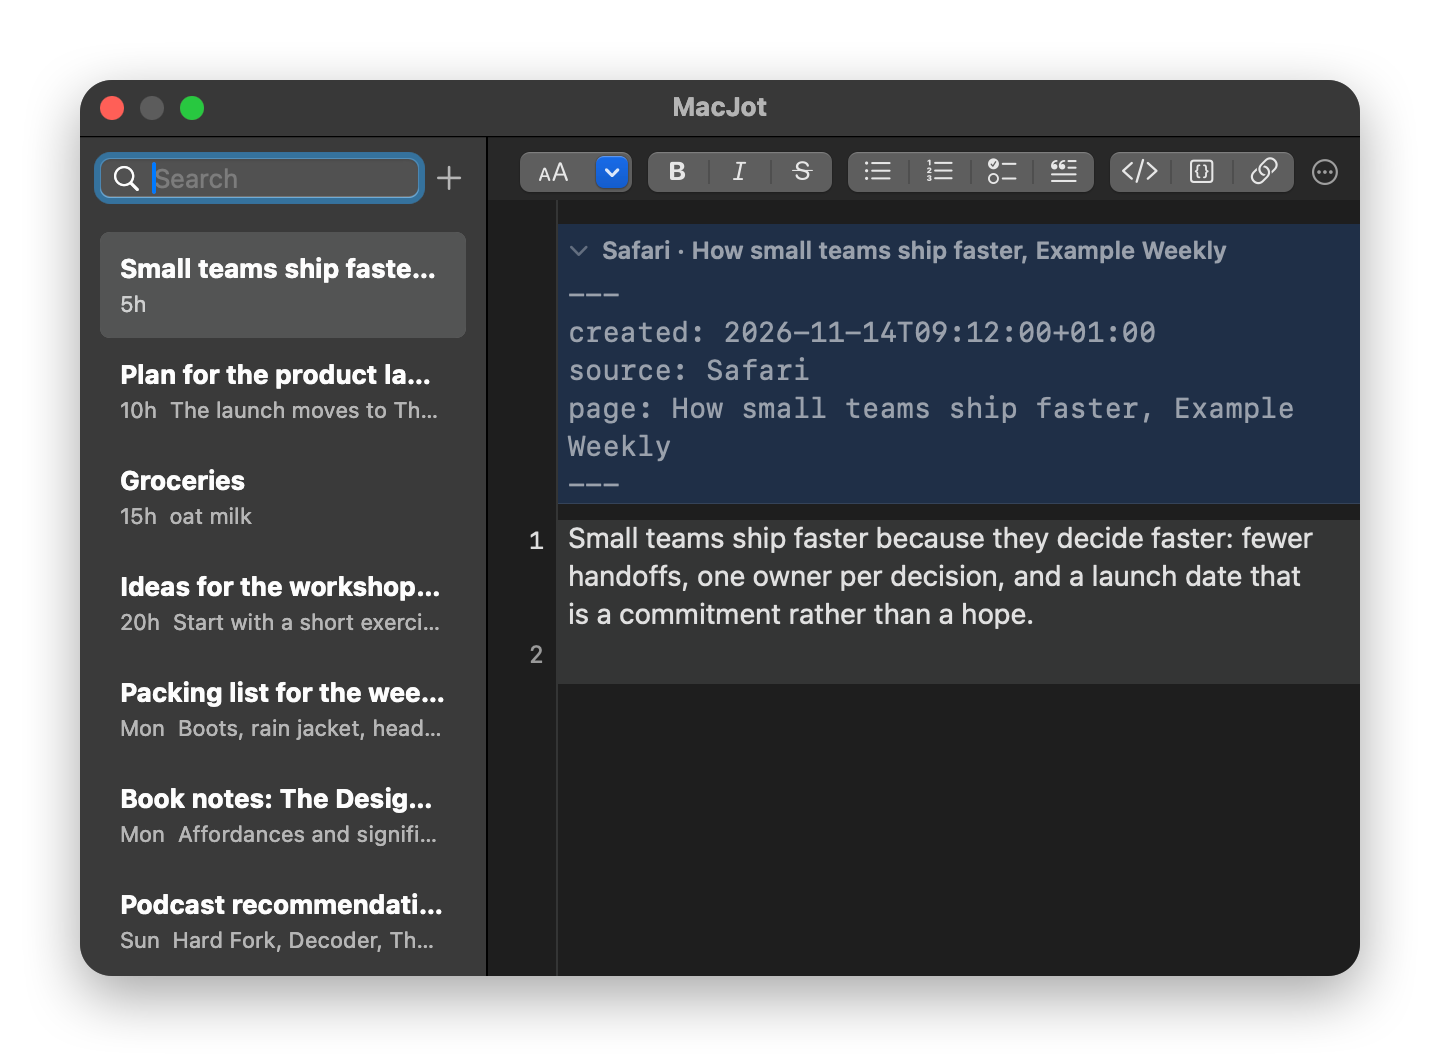 MacJot
Search
Small teams ship faste...
5h
Plan for the product la...
10h The launch moves to Th...
Groceries
15h oat milk
Ideas for the workshop...
20h Start with a short exerci...
Packing list for the wee...
Mon Boots, rain jacket, head...
Book notes: The Desig...
Mon Affordances and signifi...
Podcast recommendati...
Sun Hard Fork, Decoder, Th...
AA
B I S
Safari · How small teams ship faster, Example Weekly
---
created: 2026-11-14T09:12:00+01:00
source: Safari
page: How small teams ship faster, Example
Weekly
---
1 Small teams ship faster because they decide faster: fewer
handoffs, one owner per decision, and a launch date that
is a commitment rather than a hope.
2